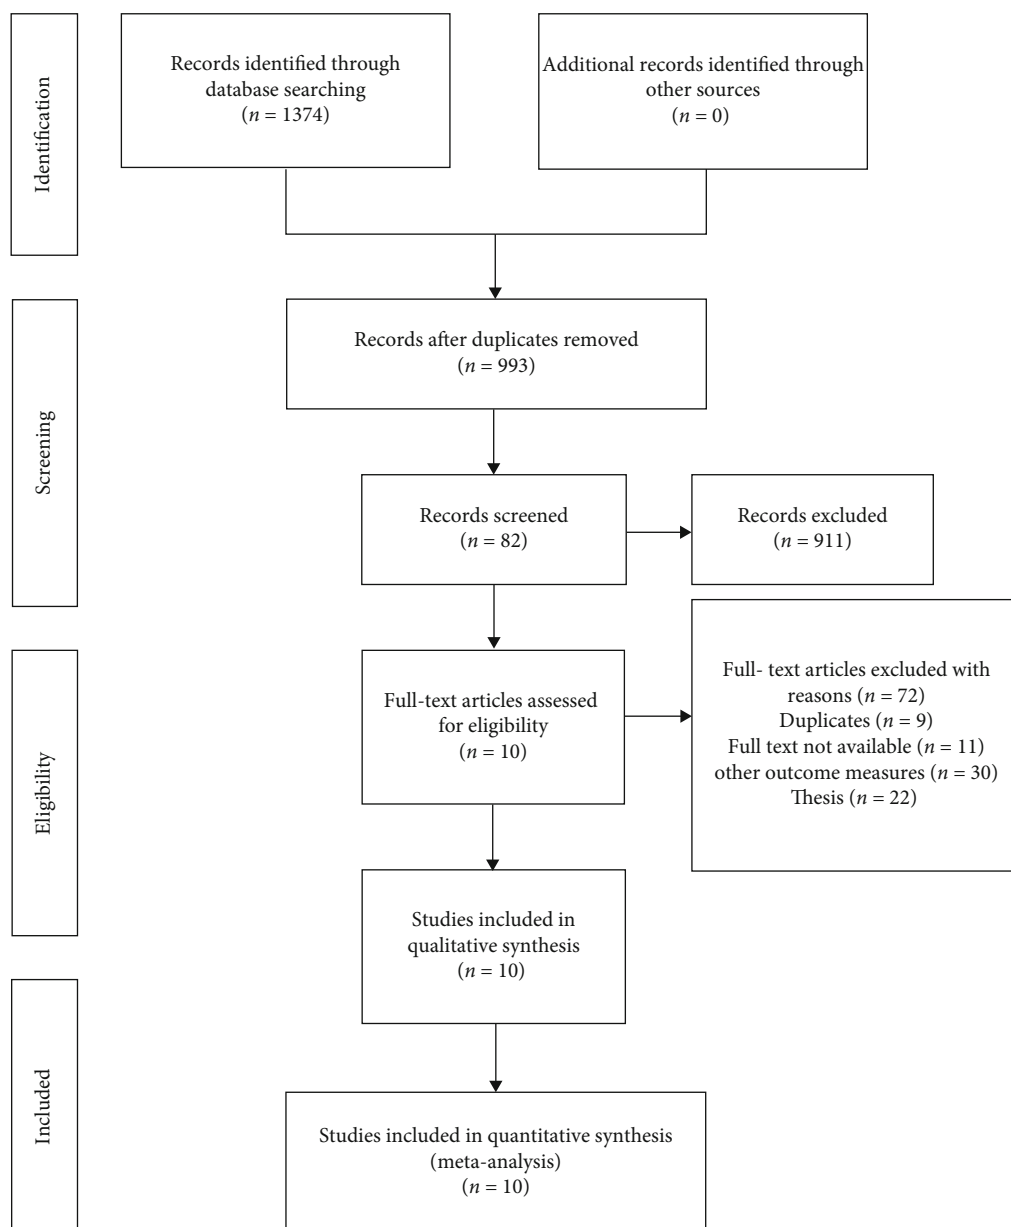 Identification
Records identified through
database searching
(n = 1374)
Additional records identified through
other sources
(n = 0)
Screening
Records after duplicates removed
(n = 993)
Records screened
(n = 82)
Records excluded
(n = 911)
Eligibility
Full-text articles assessed
for eligibility
(n = 10)
Full- text articles excluded with
reasons (n = 72)
Duplicates (n = 9)
Full text not available (n = 11)
other outcome measures (n = 30)
Thesis (n = 22)
Studies included in
qualitative synthesis
(n = 10)
Included
Studies included in quantitative synthesis
(meta-analysis)
(n = 10)